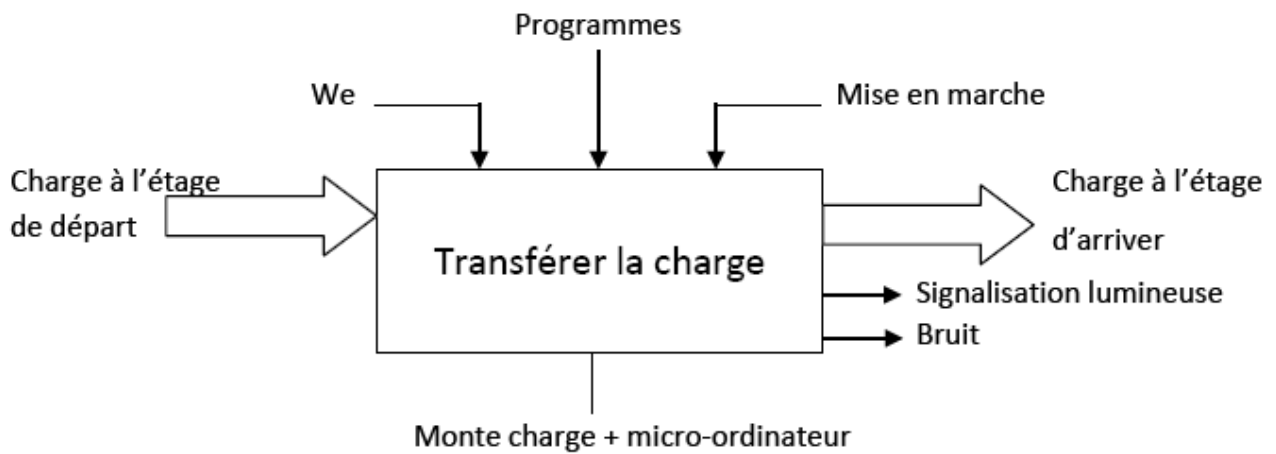 Programmes
We
Mise en marche
Charge à l'étage
de départ
Transférer la charge
Charge à l'étage
d'arriver
Signalisation lumineuse
Bruit
Monte charge + micro-ordinateur